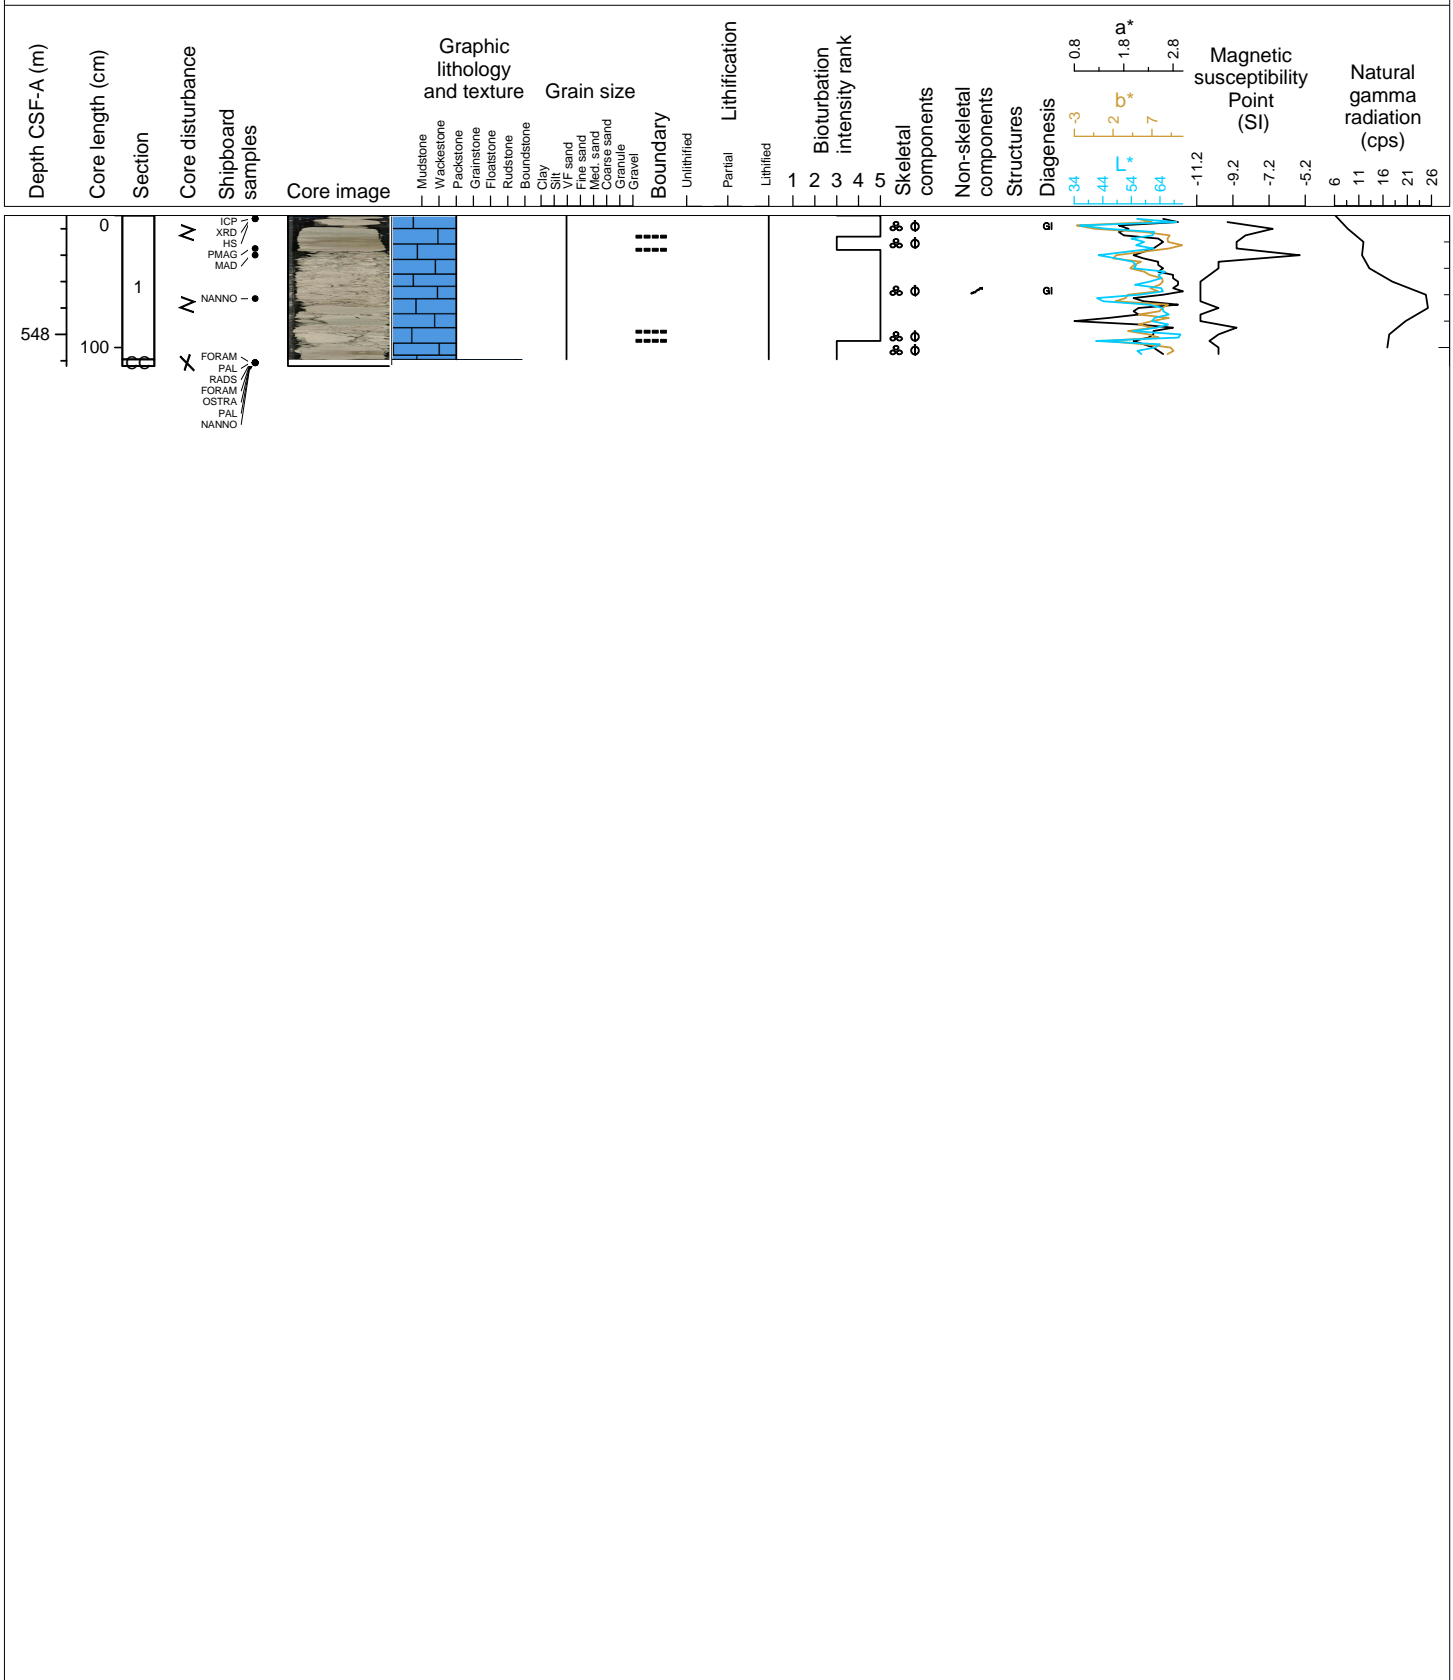 Depth CSF-A (m)
Core length (cm)
Section
Core disturbance
Shipboard
samples
Core image
Graphic
lithology
and texture
Mudstone
Wackestone
Packstone
Grainstone
Floatstone
Rudstone
Boundstone
Grain size
Clay
Silt
VF sand
Fine sand
Med. sand
Coarse sand
Granule
Gravel
Boundary
Lithification
Unlithified
Partial
Lithified
Bioturbation
intensity rank
1 2 3 4 5
Skeletal
components
Non-skeletal
components
Structures
Diagenesis
a*
0.8 1.8 2.8
b*
-3 2 7
L*
34 44 54 64
Magnetic
susceptibility
Point
(SI)
-11.2 -9.2 -7.2 -5.2
Natural
gamma
radiation
(cps)
6 11 16 21 26
0
ICP
XRD
HS
PMAG
MAD
GI
1
NANNO
GI
548
100
CC
FORAM
PAL
RADS
FORAM
OSTRA
PAL
NANNO